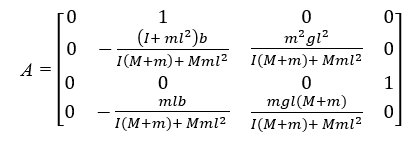 A = [0 1 0 0
0 −(I+ ml²)b/(I(M+m)+ Mml²) m²gl²/(I(M+m)+ Mml²) 0
0 0 0 1
0 −mlb/(I(M+m)+ Mml²) mgl(M+m)/(I(M+m)+ Mml²) 0]